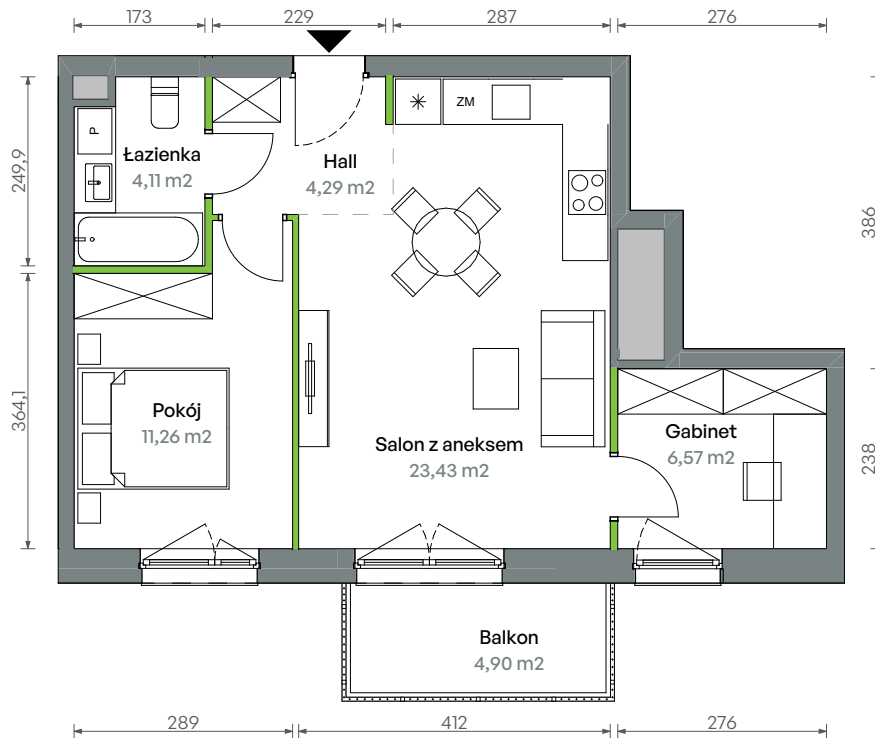 173
229
287
276
249,9
364,1
386
238
P
ZM
Łazienka
4,11 m2
Hall
4,29 m2
Pokój
11,26 m2
Salon z aneksem
23,43 m2
Gabinet
6,57 m2
Balkon
4,90 m2
289
412
276